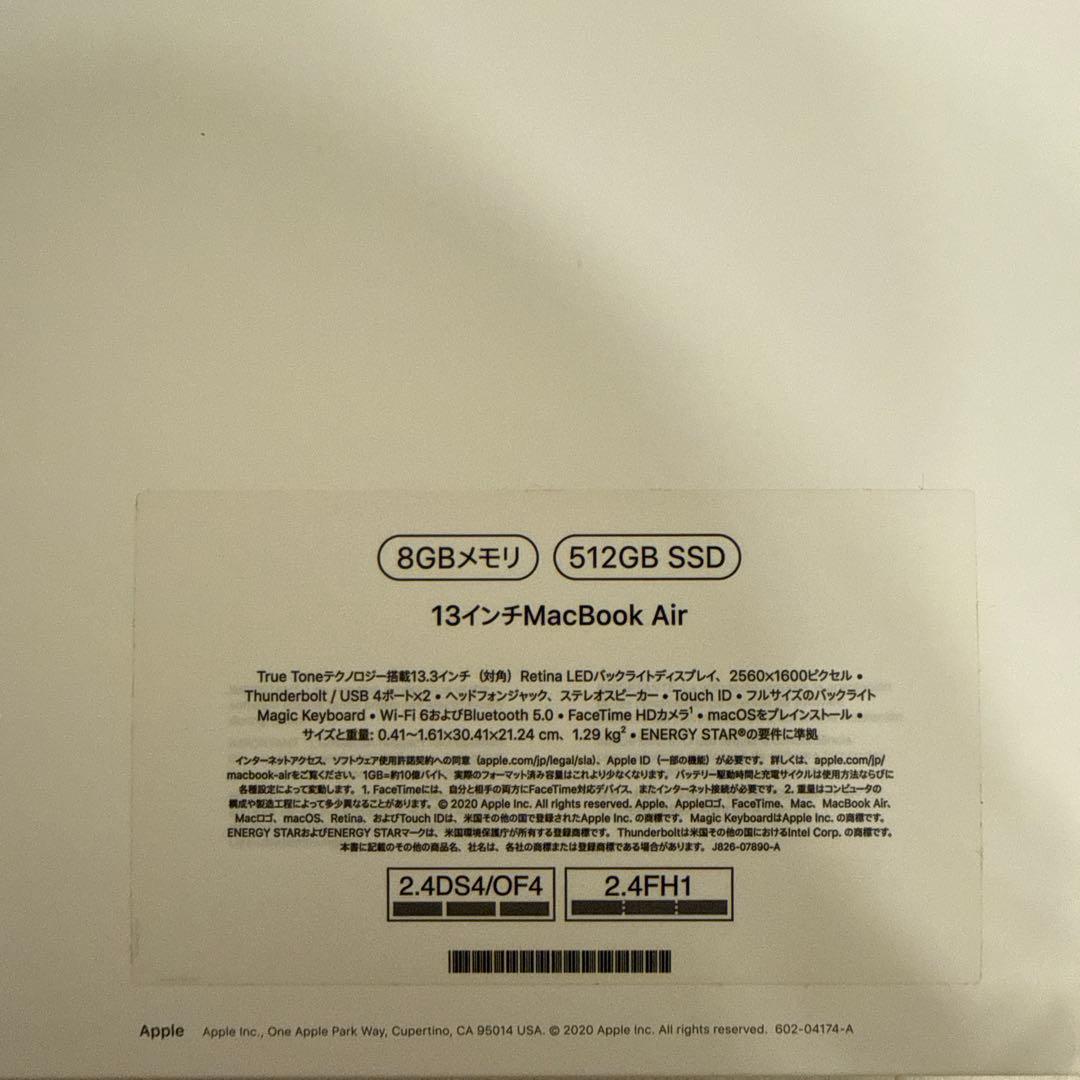 8GBメモリ 512GB SSD
13インチMacBook Air
True Toneテクノロジー搭載13.3インチ（対角）Retina LEDバックライトディスプレイ、2560×1600ピクセル •
Thunderbolt / USB 4ポート×2 • ヘッドフォンジャック、ステレオスピーカー • Touch ID • フルサイズのバックライト
Magic Keyboard • Wi-Fi 6およびBluetooth 5.0 • FaceTime HDカメラ¹ • macOSをプレインストール •
サイズと重量: 0.41〜1.61×30.41×21.24 cm、1.29 kg² • ENERGY STAR®の要件に準拠
インターネットアクセス、ソフトウェア使用許諾契約への同意（apple.com/jp/legal/sla）、Apple ID（一部の機能）が必要です。詳しくは、apple.com/jp/
macbook-airをご覧ください。1GB=約10億バイト、実際のフォーマット済み容量はこれより少なくなります。バッテリー駆動時間と充電サイクルは使用方法ならびに
各種設定によって変動します。1. FaceTimeには、自分と相手の両方にFaceTime対応デバイス、またインターネット接続が必要です。2. 重量はコンピュータの
構成や製造工程によって多少異なることがあります。© 2020 Apple Inc. All rights reserved. Apple、Appleロゴ、FaceTime、Mac、MacBook Air、
Macロゴ、macOS、Retina、およびTouch IDは、米国その他の国で登録されたApple Inc. の商標です。Magic KeyboardはApple Inc. の商標です。
ENERGY STARおよびENERGY STARマークは、米国環境保護庁が所有する登録商標です。Thunderboltは米国その他の国におけるIntel Corp. の商標です。
本書に記載のその他の商品名、社名は、各社の商標または登録商標である場合があります。J826-07890-A
2.4DS4/OF4 2.4FH1
Apple Apple Inc., One Apple Park Way, Cupertino, CA 95014 USA. © 2020 Apple Inc. All rights reserved. 602-04174-A